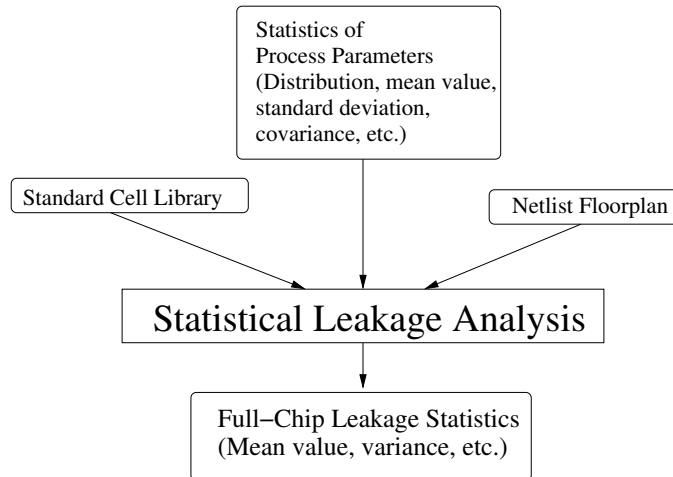 Statistics of
Process Parameters
(Distribution, mean value,
standard deviation,
covariance, etc.)
Standard Cell Library
Netlist Floorplan
Statistical Leakage Analysis
Full−Chip Leakage Statistics
(Mean value, variance, etc.)